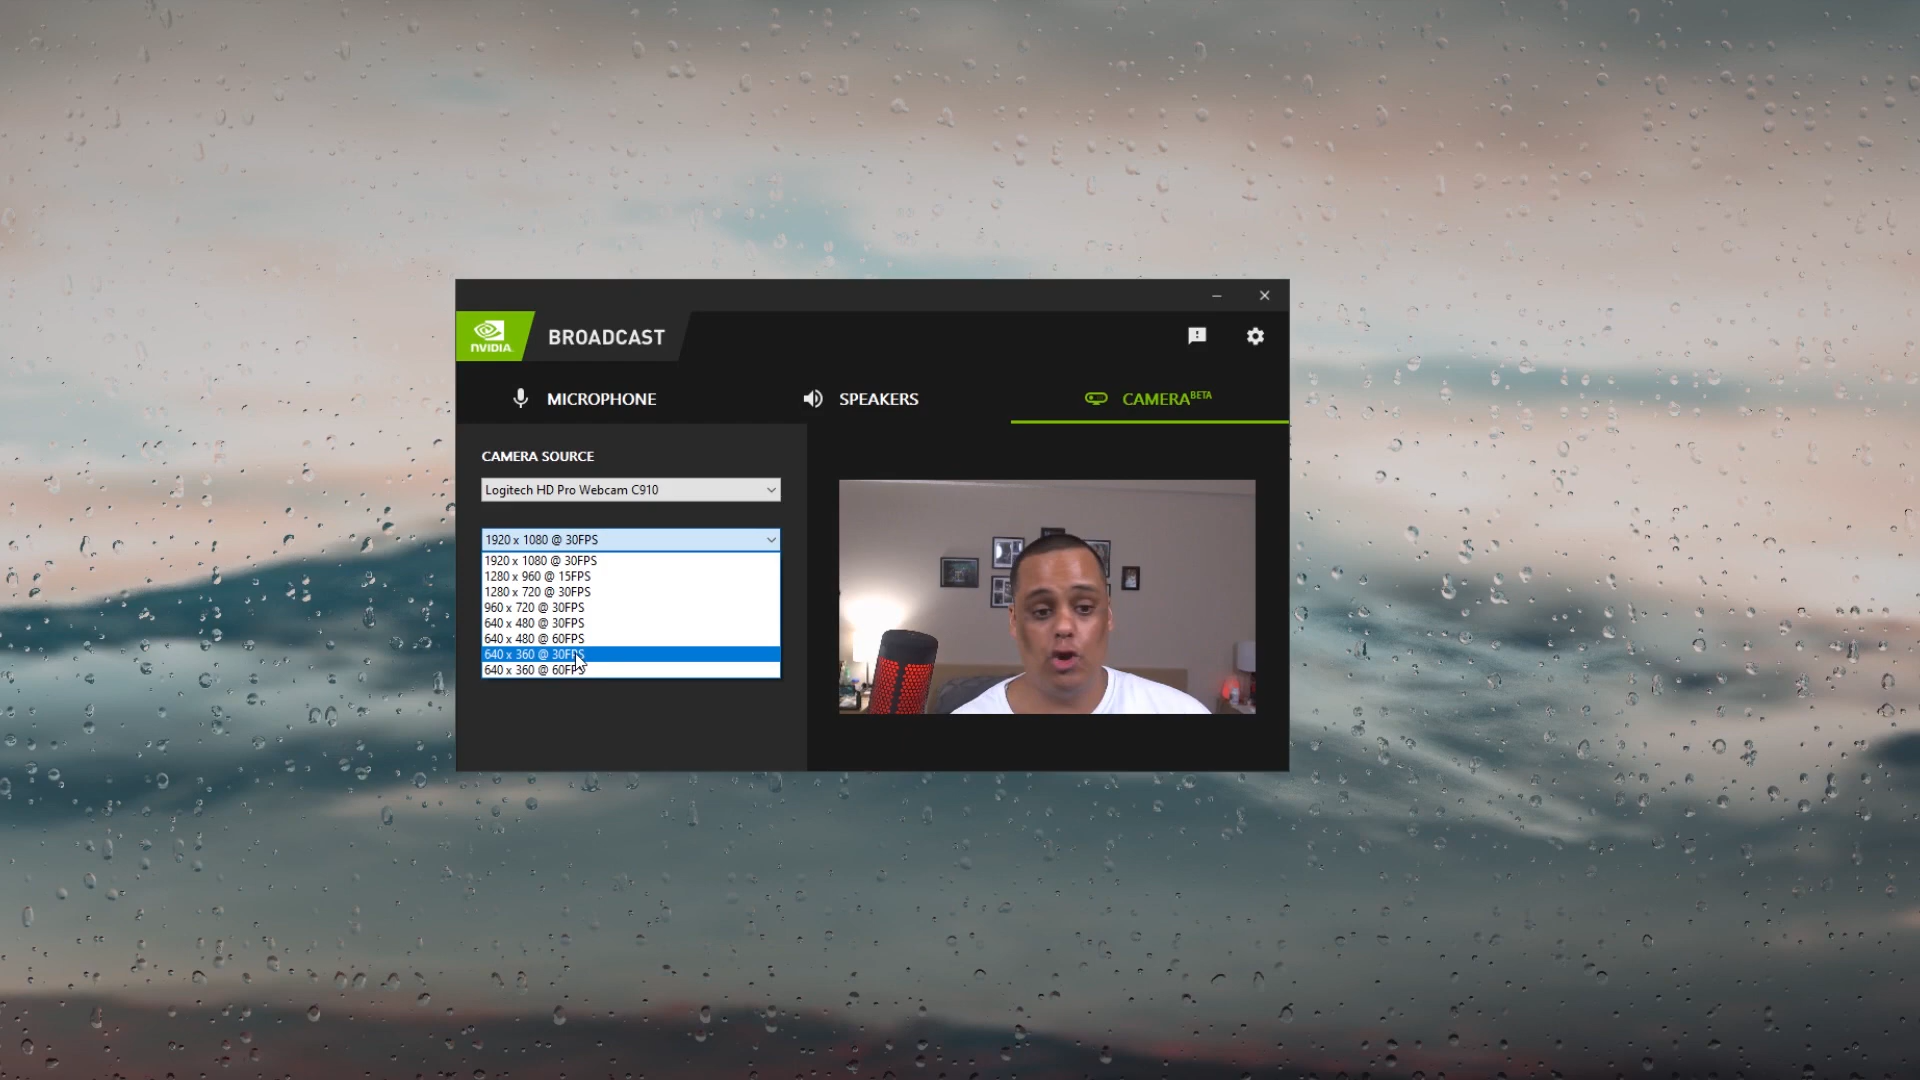 NVIDIA
BROADCAST
MICROPHONE
SPEAKERS
CAMERA BETA
CAMERA SOURCE
Logitech HD Pro Webcam C910
1920 x 1080 @ 30FPS
1920 x 1080 @ 30FPS
1280 x 960 @ 15FPS
1280 x 720 @ 30FPS
960 x 720 @ 30FPS
640 x 480 @ 30FPS
640 x 480 @ 60FPS
640 x 360 @ 30FPS
640 x 360 @ 60FPS